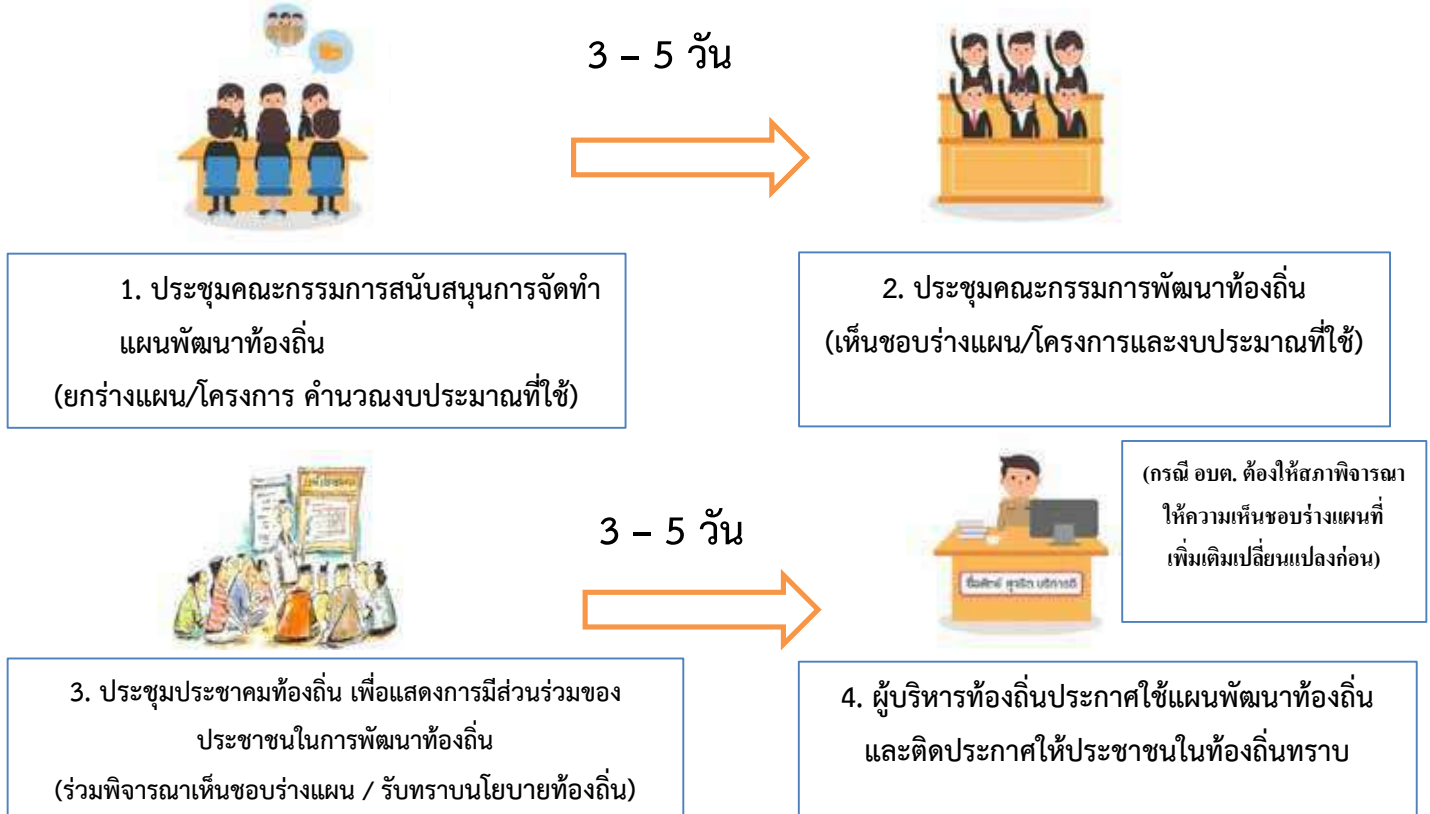 3 – 5 วัน
1. ประชุมคณะกรรมการสนับสนุนการจัดทำ
แผนพัฒนาท้องถิ่น
(ยกร่างแผน/โครงการ คำนวณงบประมาณที่ใช้)
2. ประชุมคณะกรรมการพัฒนาท้องถิ่น
(เห็นชอบร่างแผน/โครงการและงบประมาณที่ใช้)
3 – 5 วัน
(กรณี อบต. ต้องให้สภาพิจารณา
ให้ความเห็นชอบร่างแผนที่
เพิ่มเติมเปลี่ยนแปลงก่อน)
ซื่อสัตย์ สุจริต บริการดี
3. ประชุมประชาคมท้องถิ่น เพื่อแสดงการมีส่วนร่วมของ
ประชาชนในการพัฒนาท้องถิ่น
(ร่วมพิจารณาเห็นชอบร่างแผน / รับทราบนโยบายท้องถิ่น)
4. ผู้บริหารท้องถิ่นประกาศใช้แผนพัฒนาท้องถิ่น
และติดประกาศให้ประชาชนในท้องถิ่นทราบ